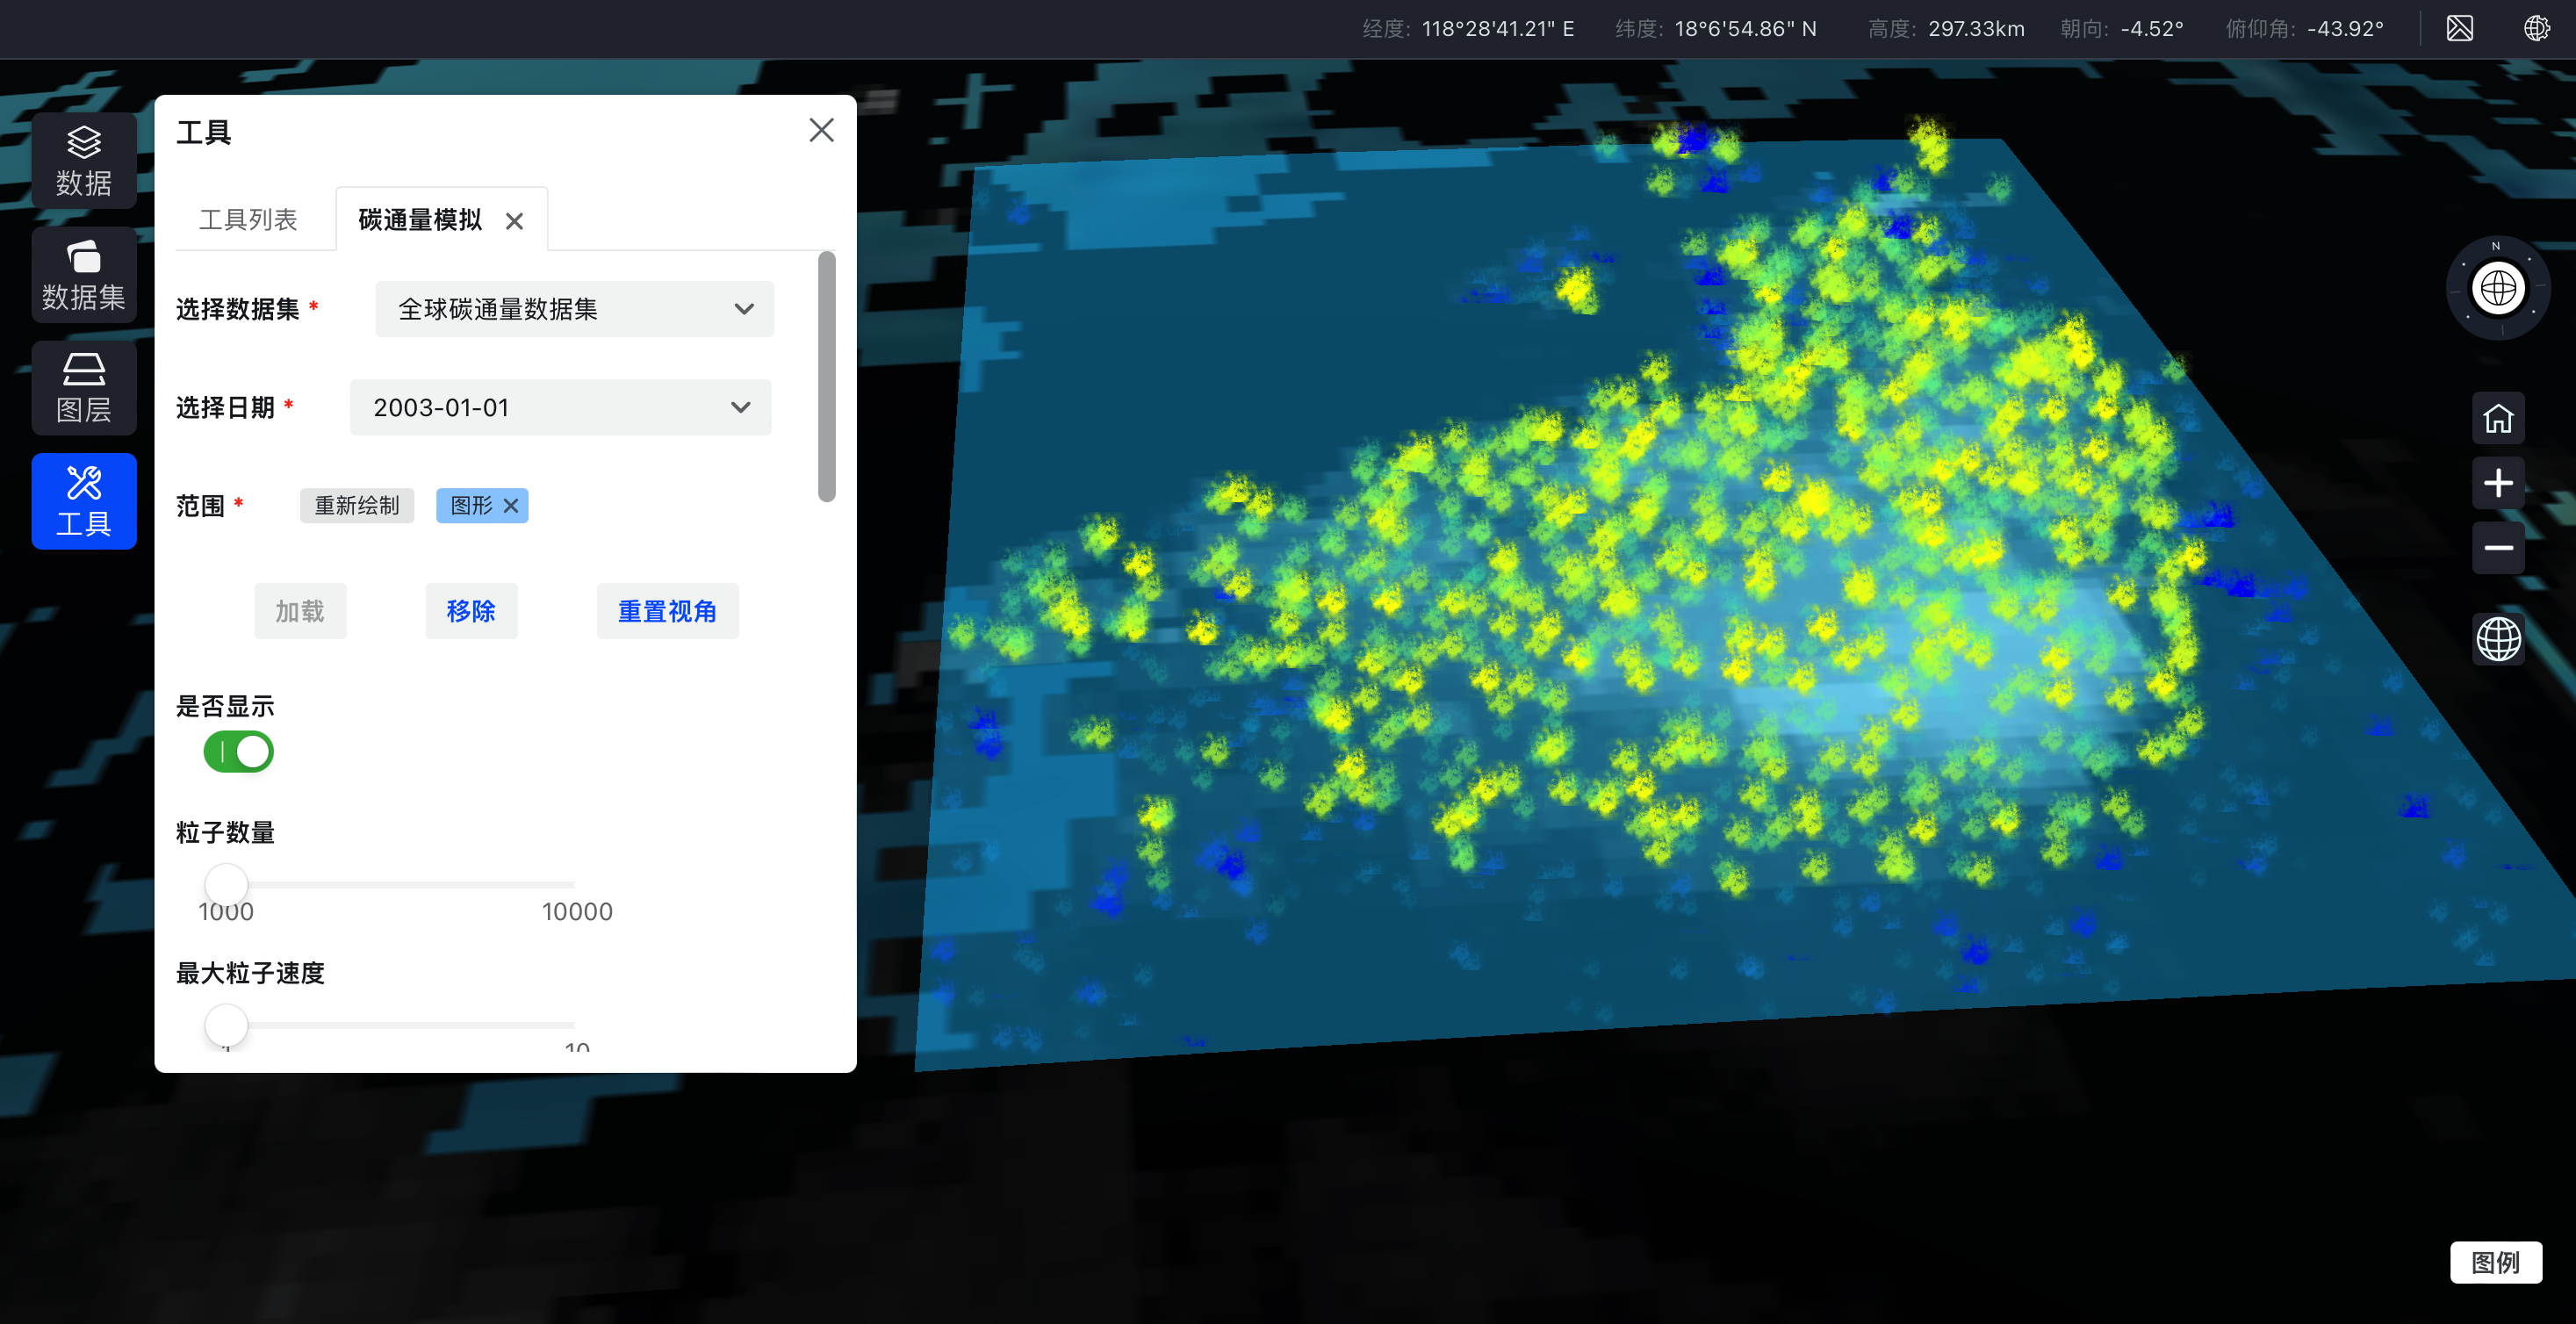 经度: 118°28'41.21" E 纬度: 18°6'54.86" N 高度: 297.33km 朝向: -4.52° 俯仰角: -43.92°
数据
数据集
图层
工具
工具
工具列表 碳通量模拟
选择数据集 * 全球碳通量数据集
选择日期 * 2003-01-01
范围 * 重新绘制 图形
加载 移除 重置视角
是否显示
粒子数量
1000 10000
最大粒子速度
1 10
N
图例